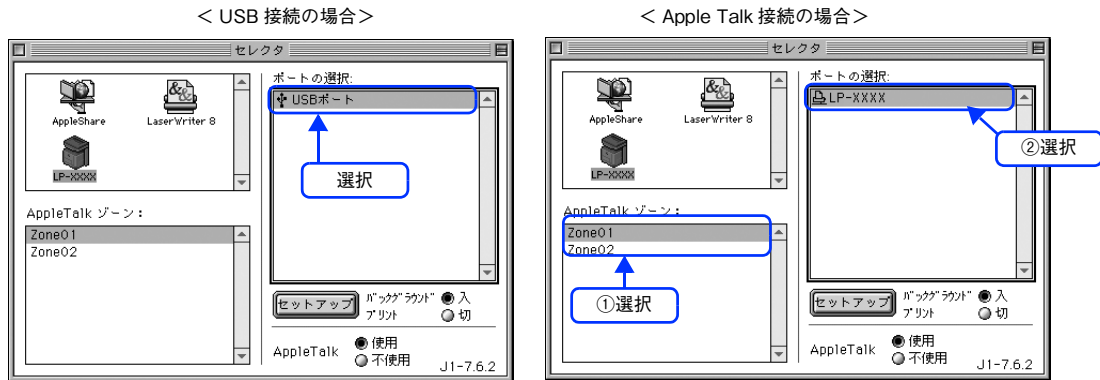 ＜ USB 接続の場合＞
セレクタ
AppleShare
LaserWriter 8
LP-XXXX
ポートの選択:
USBポート
選択
AppleTalk ゾーン：
Zone01
Zone02
セットアップ
バックグラウンド
プリント
入
切
AppleTalk
使用
不使用
J1-7.6.2
＜ Apple Talk 接続の場合＞
セレクタ
AppleShare
LaserWriter 8
LP-XXXX
ポートの選択:
LP-XXXX
②選択
AppleTalk ゾーン：
Zone01
Zone02
①選択
セットアップ
バックグラウンド
プリント
入
切
AppleTalk
使用
不使用
J1-7.6.2